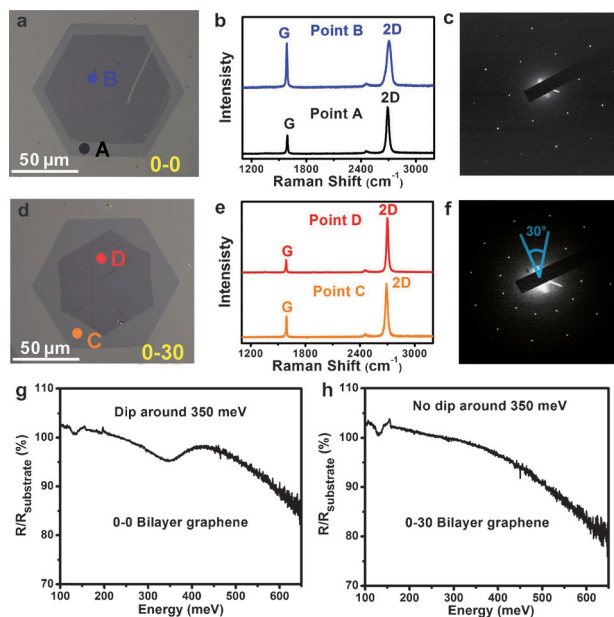 a
B
A
50 µm
0-0
b
G
Point B
2D
G
Point A
2D
Intensisty
1200 1800 2400 3000
Raman Shift (cm-1)
c
d
D
C
50 µm
0-30
e
Point D
2D
G
Point C
2D
G
Intensisty
1200 1800 2400 3000
Raman Shift (cm-1)
f
30°
g
110
100
90
80
70
R/Rsubstrate (%)
Dip around 350 meV
0-0 Bilayer graphene
100 200 300 400 500 600
Energy (meV)
h
110
100
90
80
70
R/Rsubstrate (%)
No dip around 350 meV
0-30 Bilayer graphene
100 200 300 400 500 600
Energy (meV)